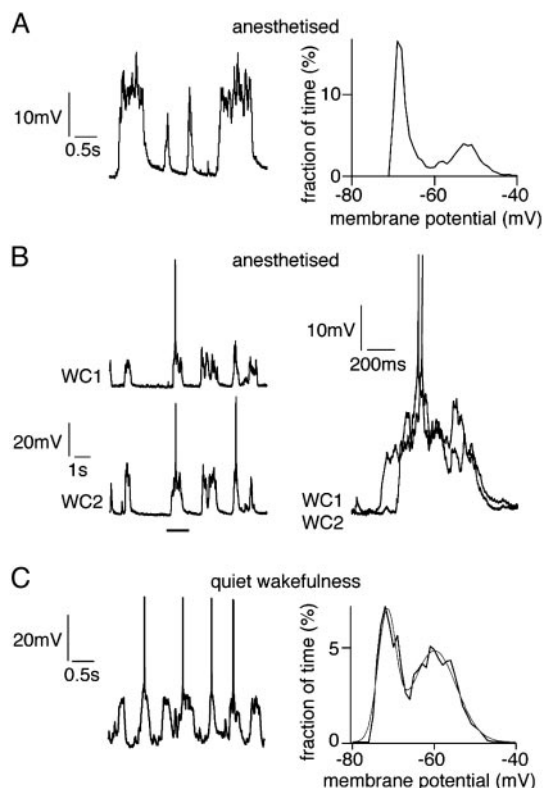 A
anesthetised
10mV
0.5s
fraction of time (%)
10
0
-80
-60
-40
membrane potential (mV)
B
anesthetised
WC1
20mV
1s
WC2
10mV
200ms
WC1
WC2
C
quiet wakefulness
20mV
0.5s
fraction of time (%)
5
0
-80
-60
-40
membrane potential (mV)